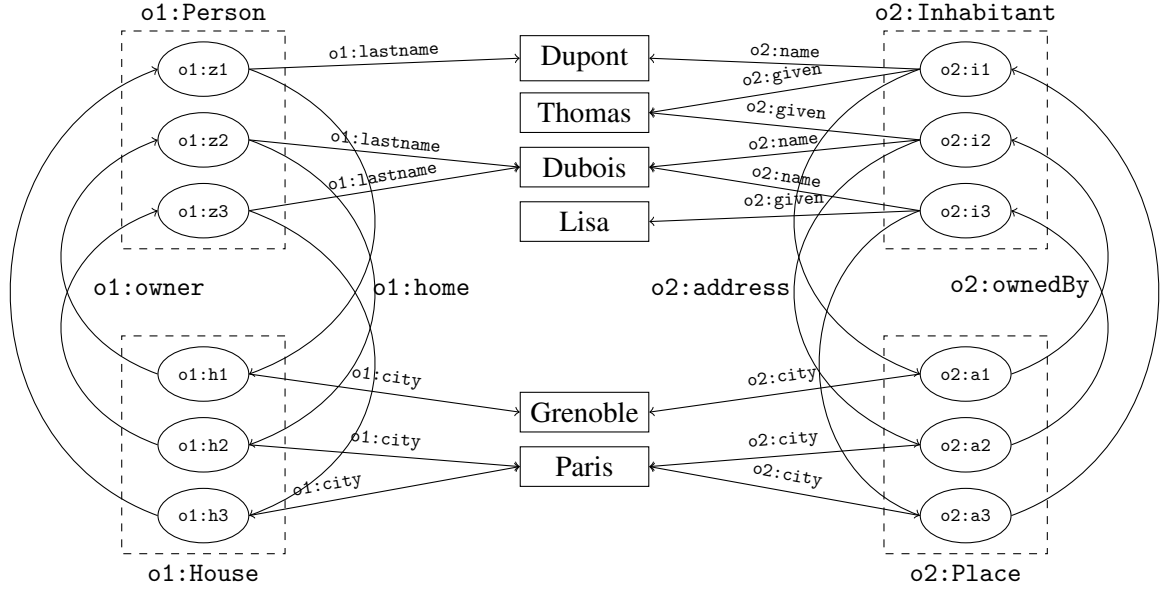 o1:Person
o2:Inhabitant
o1:z1
o1:lastname
Dupont
o2:name
o2:i1
o2:given
Thomas
o2:given
o1:z2
o1:lastname
o2:name
o2:i2
Dubois
o1:lastname
o2:name
o1:z3
o2:given
o2:i3
Lisa
o1:owner
o1:home
o2:address
o2:ownedBy
o1:h1
o1:city
o2:city
o2:a1
Grenoble
o1:h2
o1:city
o2:city
o2:a2
Paris
o1:city
o2:city
o1:h3
o2:a3
o1:House
o2:Place